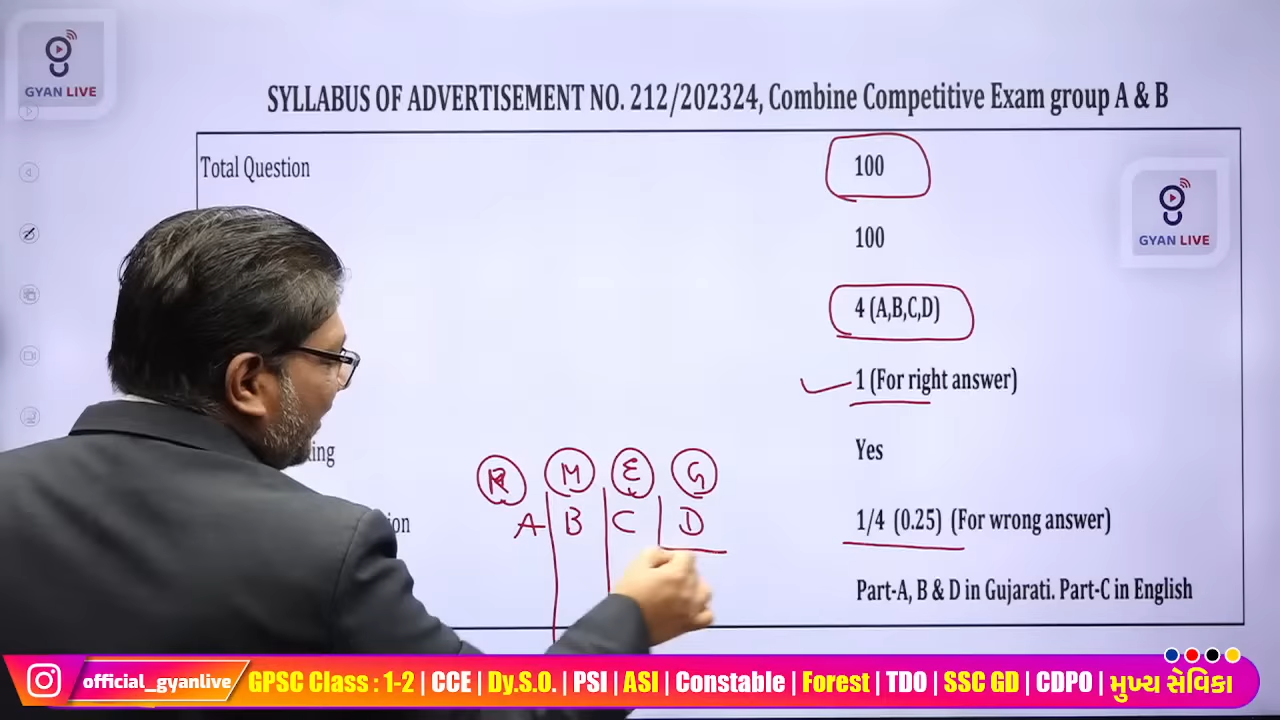 GYAN LIVE
SYLLABUS OF ADVERTISEMENT NO. 212/202324, Combine Competitive Exam group A & B
Total Question 100
100
4 (A,B,C,D)
1 (For right answer)
ing Yes
on 1/4 (0.25) (For wrong answer)
Part-A, B & D in Gujarati. Part-C in English
GYAN LIVE
R M E G
A B C D
official_gyanlive GPSC Class : 1-2 | CCE | Dy.S.O. | PSI | ASI | Constable | Forest | TDO | SSC GD | CDPO | મુખ્ય સેવિકા